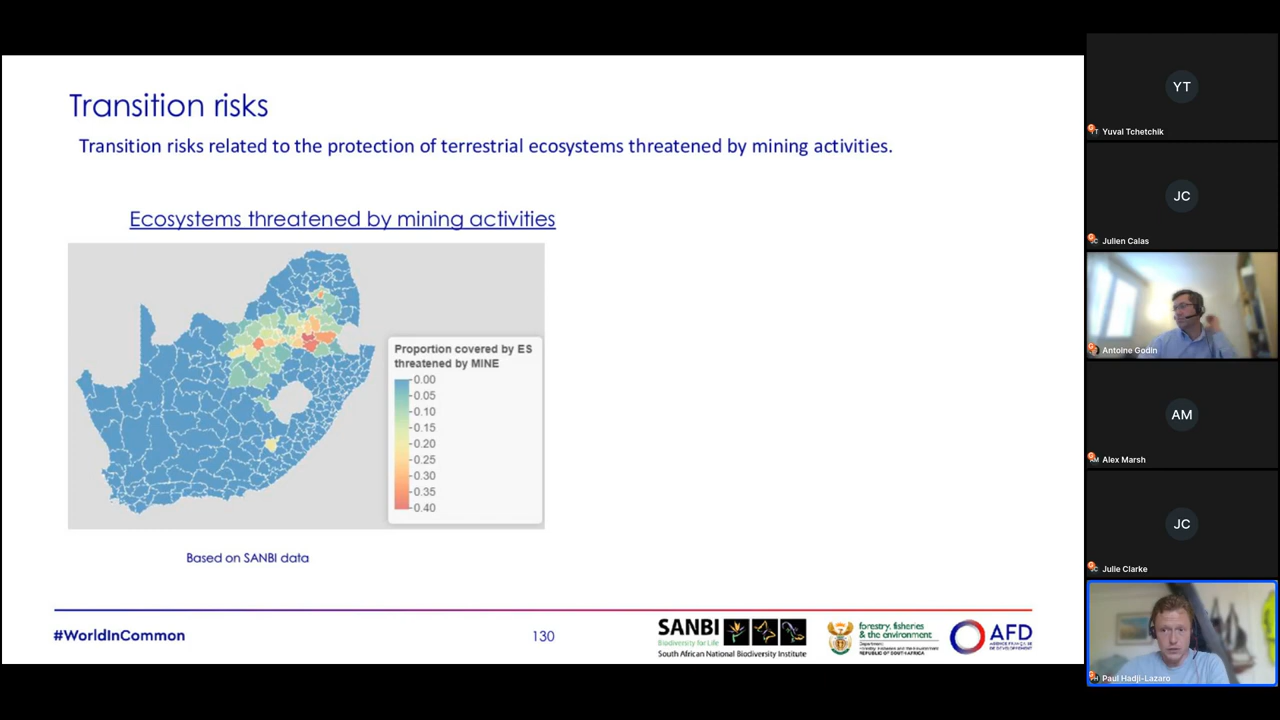 Transition risks
Transition risks related to the protection of terrestrial ecosystems threatened by mining activities.
Ecosystems threatened by mining activities
Proportion covered by ES
threatened by MINE
0.00
0.05
0.10
0.15
0.20
0.25
0.30
0.35
0.40
Based on SANBI data
#WorldInCommon
130
SANBI
Biodiversity for Life
South African National Biodiversity Institute
forestry, fisheries
& the environment
Department:
Forestry, Fisheries and the Environment
REPUBLIC OF SOUTH AFRICA
AFD
AGENCE FRANÇAISE
DE DÉVELOPPEMENT
YT
YT
Yuval Tchetchik
JC
JC
Julien Calas
Antoine Godin
AM
AM
Alex Marsh
JC
JC
Julie Clarke
PH
Paul Hadji-Lazaro